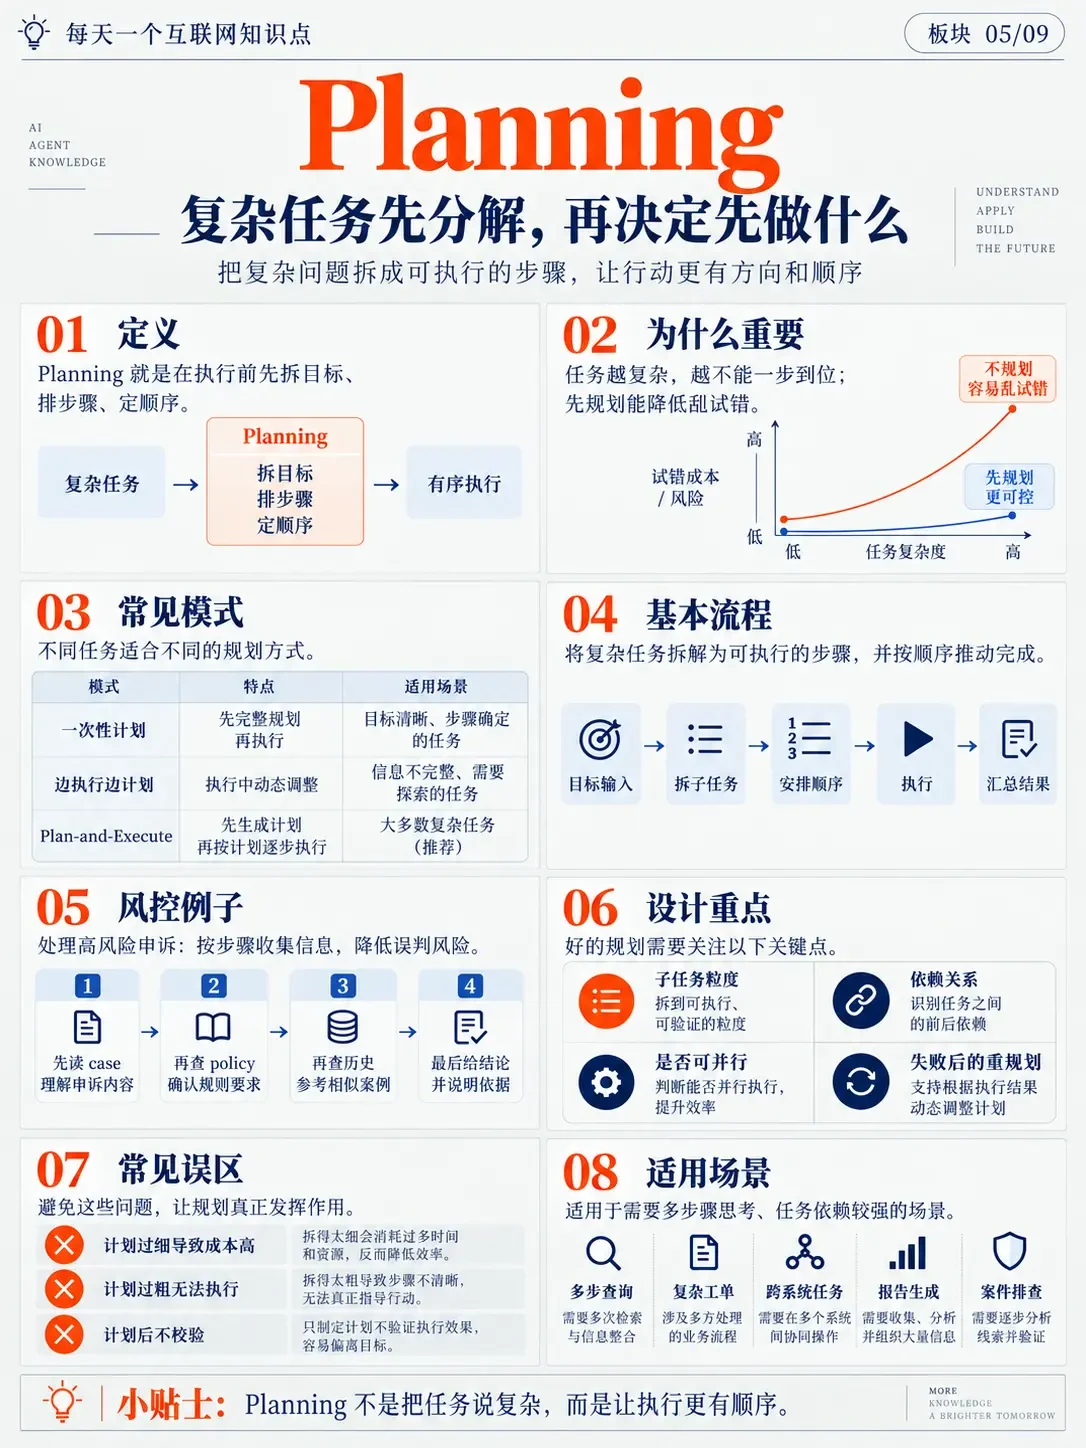 每天一个互联网知识点
板块 05/09
AI
AGENT
KNOWLEDGE
Planning
UNDERSTAND
APPLY
BUILD
THE FUTURE
复杂任务先分解，再决定先做什么
把复杂问题拆成可执行的步骤，让行动更有方向和顺序
01 定义
Planning 就是在执行前先拆目标、
排步骤、定顺序。
复杂任务
Planning
拆目标
排步骤
定顺序
有序执行
02 为什么重要
任务越复杂，越不能一步到位；
先规划能降低乱试错。
不规划
容易乱试错
高
试错成本
/ 风险
低
先规划
更可控
低
任务复杂度
高
03 常见模式
不同任务适合不同的规划方式。
模式 特点 适用场景
一次性计划
先完整规划
再执行
目标清晰、步骤确定
的任务
边执行边计划
执行中动态调整
信息不完整、需要
探索的任务
Plan-and-Execute
先生成计划
再按计划逐步执行
大多数复杂任务
（推荐）
04 基本流程
将复杂任务拆解为可执行的步骤，并按顺序推动完成。
1
2
3
目标输入
拆子任务
安排顺序
执行
汇总结果
05 风控例子
处理高风险申诉：按步骤收集信息，降低误判风险。
1
先读 case
理解申诉内容
2
再查 policy
确认规则要求
3
再查历史
参考相似案例
4
最后给结论
并说明依据
06 设计重点
好的规划需要关注以下关键点。
子任务粒度
拆到可执行、
可验证的粒度
依赖关系
识别任务之间
的前后依赖
是否可并行
判断能否并行执行，
提升效率
失败后的重规划
支持根据执行结果
动态调整计划
07 常见误区
避免这些问题，让规划真正发挥作用。
计划过细导致成本高
拆得太细会消耗过多时间
和资源，反而降低效率。
计划过粗无法执行
拆得太粗导致步骤不清晰，
无法真正指导行动。
计划后不校验
只制定计划不验证执行效果，
容易偏离目标。
08 适用场景
适用于需要多步骤思考、任务依赖较强的场景。
多步查询
需要多次检索
与信息整合
复杂工单
涉及多方处理
的业务流程
跨系统任务
需要在多个系统
间协同操作
报告生成
需要收集、分析
并组织大量信息
案件排查
需要逐步分析
线索并验证
小贴士：Planning 不是把任务说复杂，而是让执行更有顺序。
MORE
KNOWLEDGE
A BRIGHTER TOMORROW